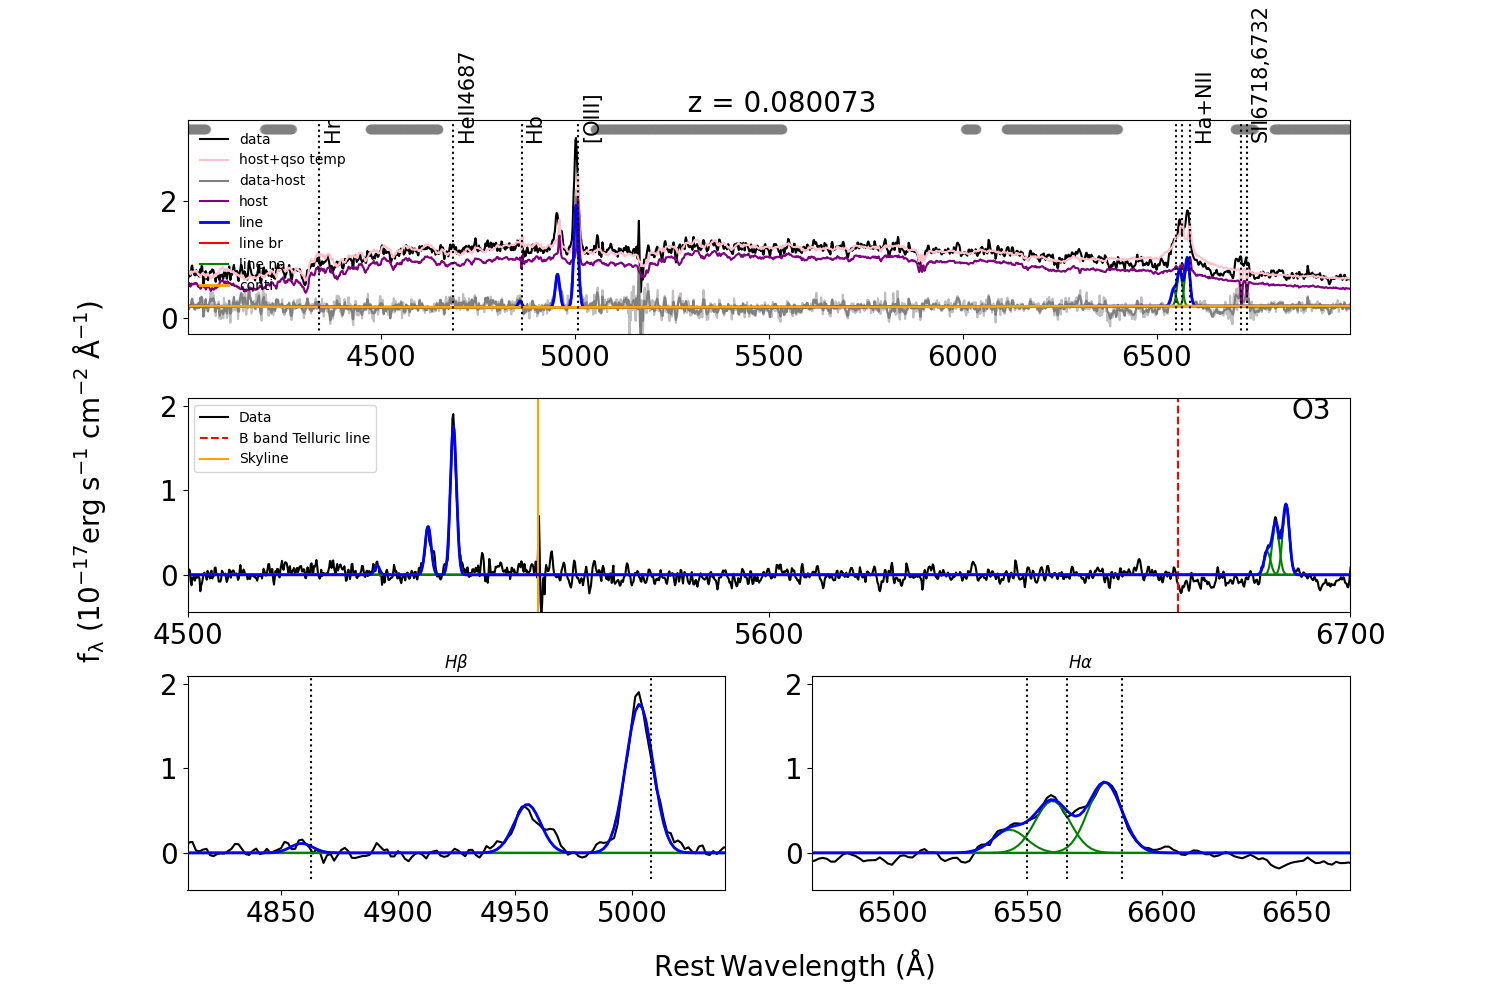 z = 0.080073
Hr
HeII4687
Hb
[OIII]
Ha+NII
SII6718,6732
data
host+qso temp
data-host
host
line
line br
line na
conti
2
0
4500 5000 5500 6000 6500
fλ (10−17erg s−1 cm−2 Å−1)
O3
Data
B band Telluric line
Skyline
2
1
0
4500 5600 6700
Hβ
2
1
0
4850 4900 4950 5000
Hα
2
1
0
6500 6550 6600 6650
Rest Wavelength (Å)